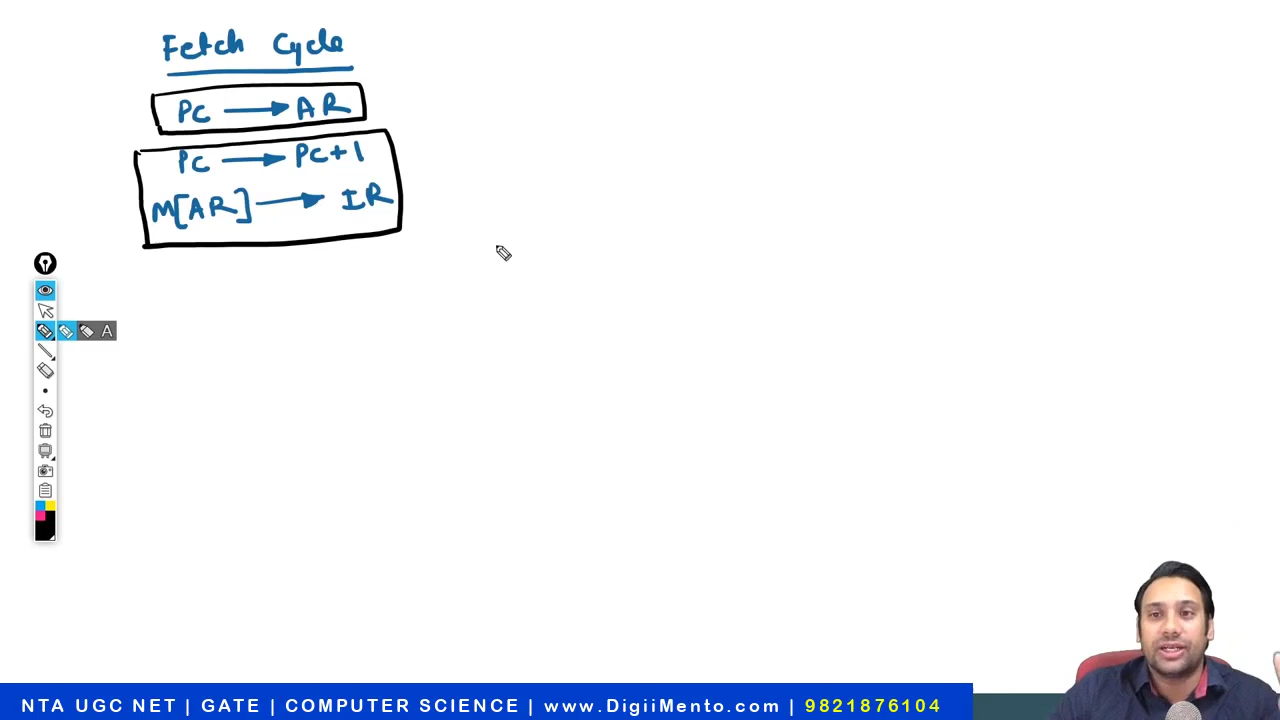 Fetch Cycle
PC → AR
PC → PC+1
M[AR] → IR
A
NTA UGC NET | GATE | COMPUTER SCIENCE | www.DigiiMento.com | 9821876104